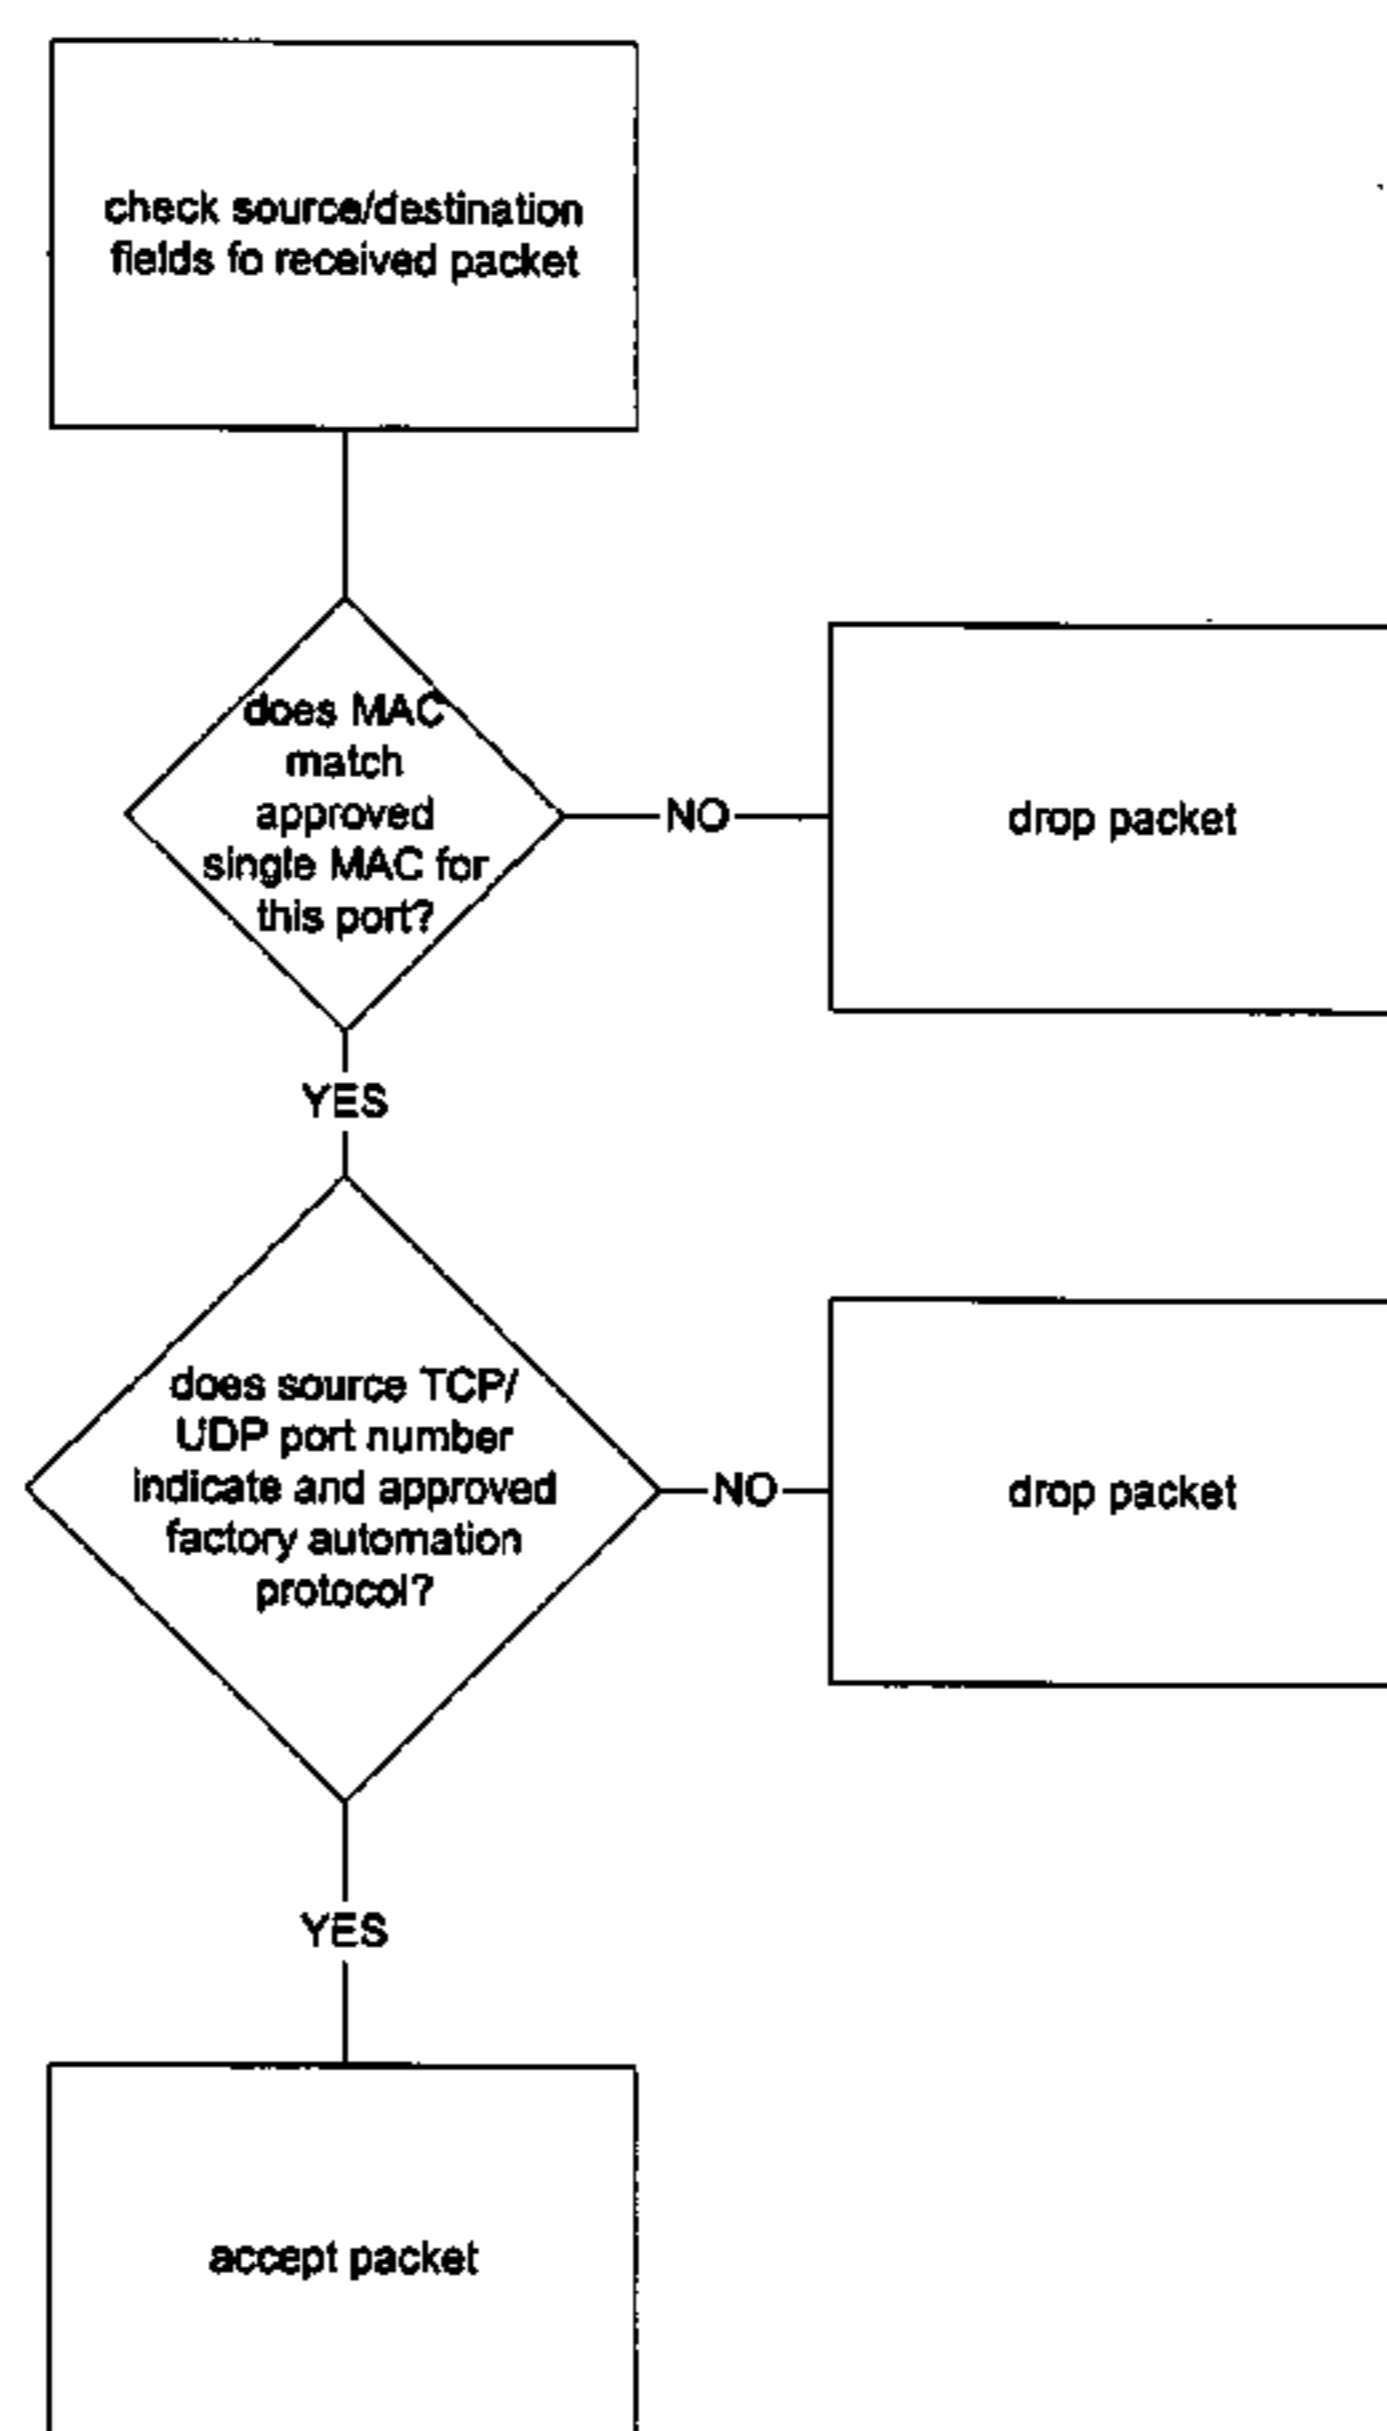 check source/destination
fields fo received packet
does MAC
match
approved
single MAC for
this port?
NO
drop packet
YES
does source TCP/
UDP port number
indicate and approved
factory automation
protocol?
NO
drop packet
YES
accept packet